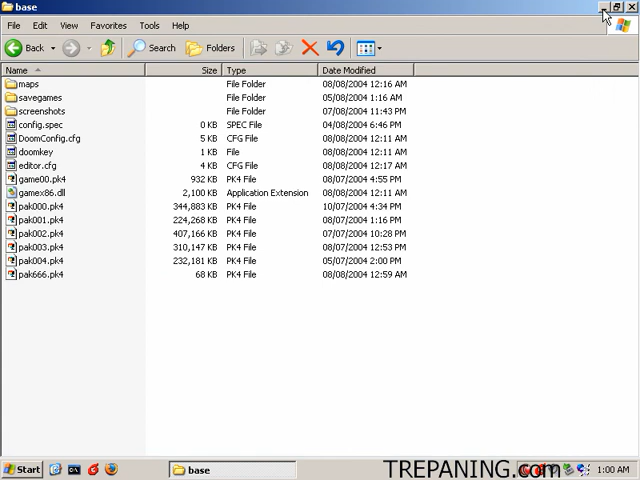 base
File Edit View Favorites Tools Help
Back Search Folders
Name Size Type Date Modified
maps File Folder 08/08/2004 12:16 AM
savegames File Folder 08/08/2004 1:16 AM
screenshots File Folder 07/08/2004 11:43 PM
config.spec 0 KB SPEC File 04/08/2004 6:46 PM
DoomConfig.cfg 5 KB CFG File 08/08/2004 12:11 AM
doomkey 1 KB File 08/08/2004 12:11 AM
editor.cfg 4 KB CFG File 08/08/2004 12:17 AM
game00.pk4 932 KB PK4 File 08/07/2004 4:55 PM
gamex86.dll 2,100 KB Application Extension 08/08/2004 12:11 AM
pak000.pk4 344,883 KB PK4 File 10/07/2004 4:34 PM
pak001.pk4 224,268 KB PK4 File 08/07/2004 1:16 PM
pak002.pk4 407,166 KB PK4 File 07/07/2004 10:28 PM
pak003.pk4 310,147 KB PK4 File 08/07/2004 12:53 PM
pak004.pk4 232,181 KB PK4 File 05/07/2004 2:00 PM
pak666.pk4 68 KB PK4 File 08/08/2004 12:59 AM
Start base TREPANING.com 1:00 AM